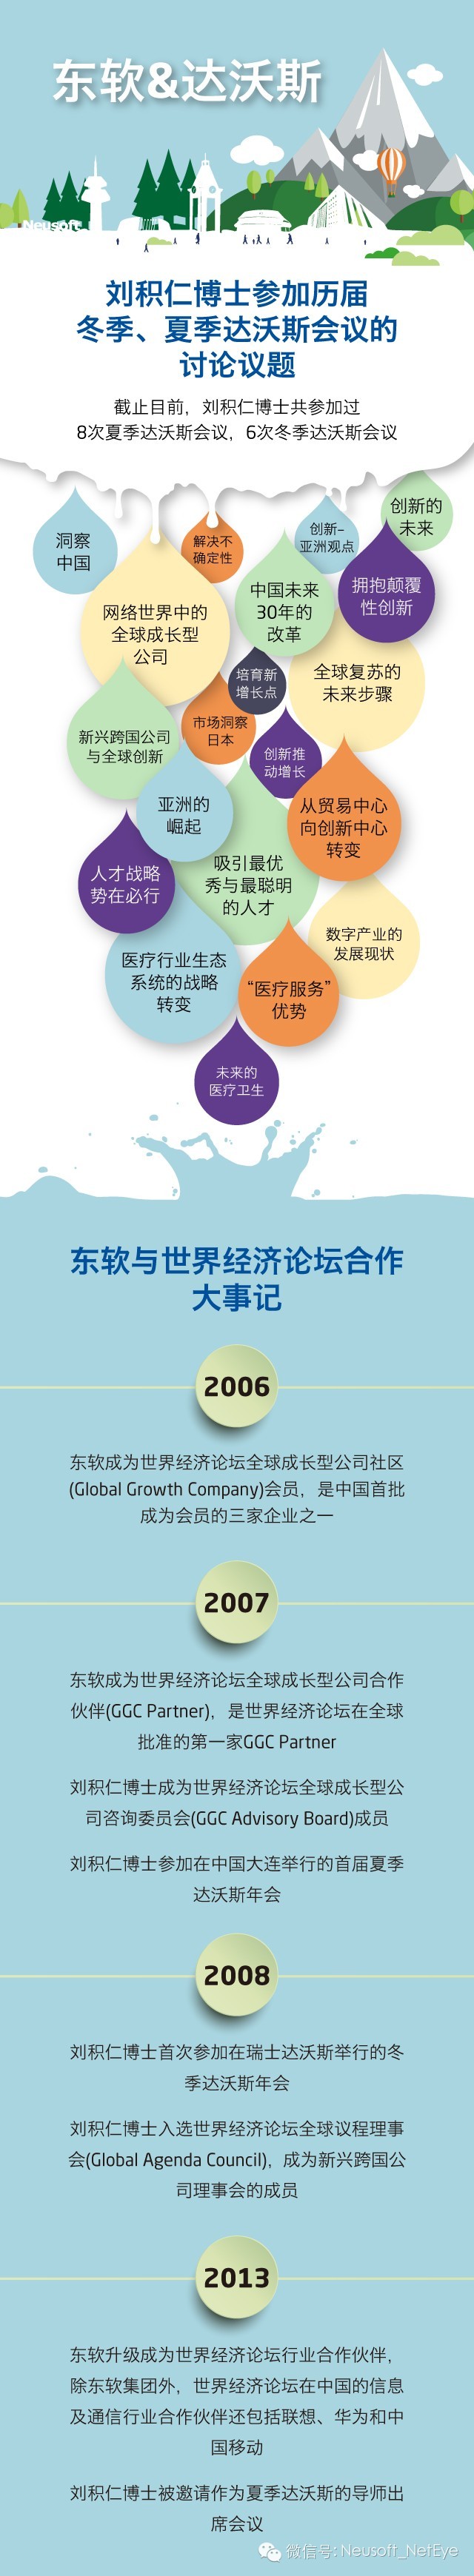 东软&达沃斯
Neusoft
刘积仁博士参加历届
冬季、夏季达沃斯会议的
讨论议题
截止目前，刘积仁博士共参加过
8次夏季达沃斯会议，6次冬季达沃斯会议
创新的
未来
洞察
中国
解决不
确定性
创新-
亚洲观点
拥抱颠覆
性创新
网络世界中的
全球成长型
公司
中国未来
30年的
改革
培育新
增长点
全球复苏的
未来步骤
新兴跨国公司
与全球创新
市场洞察
日本
创新推
动增长
亚洲的
崛起
从贸易中心
向创新中心
转变
人才战略
势在必行
吸引最优
秀与最聪明
的人才
数字产业的
发展现状
医疗行业生态
系统的战略
转变
“医疗服务”
优势
未来的
医疗卫生
东软与世界经济论坛合作
大事记
2006
东软成为世界经济论坛全球成长型公司社区
(Global Growth Company)会员，是中国首批
成为会员的三家企业之一
2007
东软成为世界经济论坛全球成长型公司合作
伙伴(GGC Partner)，是世界经济论坛在全球
批准的第一家GGC Partner
刘积仁博士成为世界经济论坛全球成长型公
司咨询委员会(GGC Advisory Board)成员
刘积仁博士参加在中国大连举行的首届夏季
达沃斯年会
2008
刘积仁博士首次参加在瑞士达沃斯举行的冬
季达沃斯年会
刘积仁博士入选世界经济论坛全球议程理事
会(Global Agenda Council)，成为新兴跨国公
司理事会的成员
2013
东软升级成为世界经济论坛行业合作伙伴，
除东软集团外，世界经济论坛在中国的信息
及通信行业合作伙伴还包括联想、华为和中
国移动
刘积仁博士被邀请作为夏季达沃斯的导师出
席会议
微信号: Neusoft_NetEye